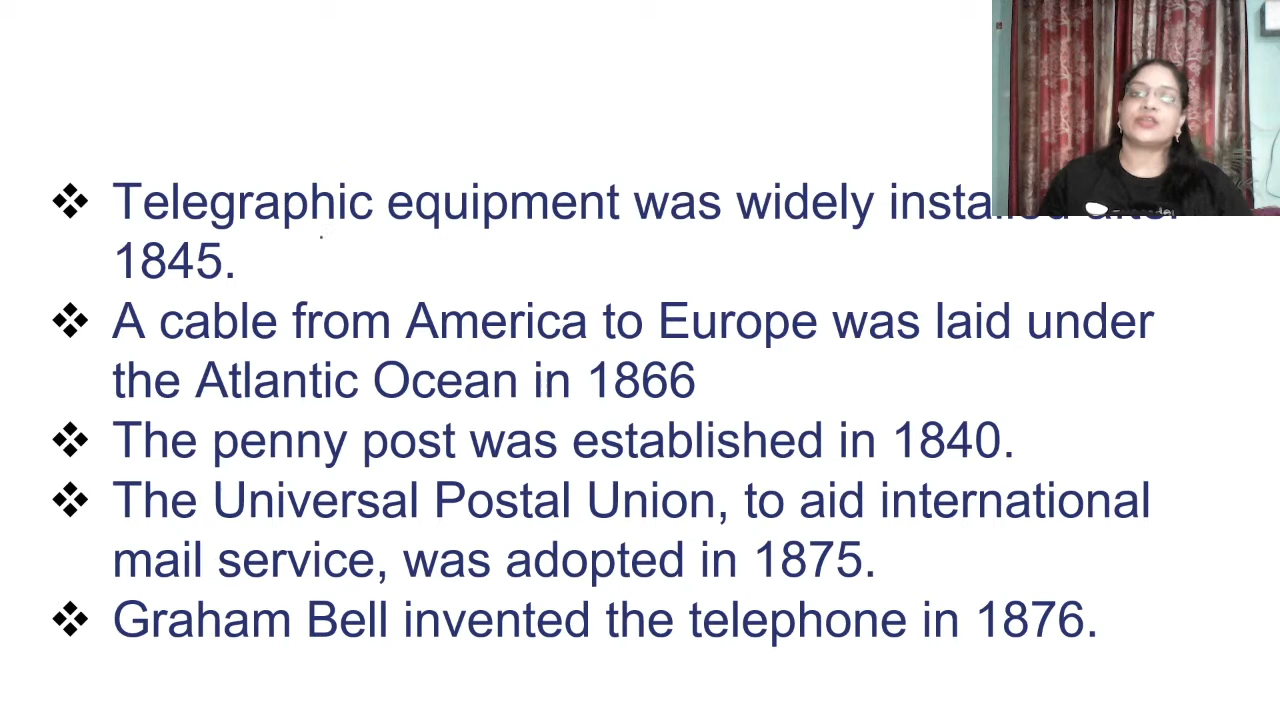 ❖ Telegraphic equipment was widely installed after
1845.
❖ A cable from America to Europe was laid under
the Atlantic Ocean in 1866
❖ The penny post was established in 1840.
❖ The Universal Postal Union, to aid international
mail service, was adopted in 1875.
❖ Graham Bell invented the telephone in 1876.